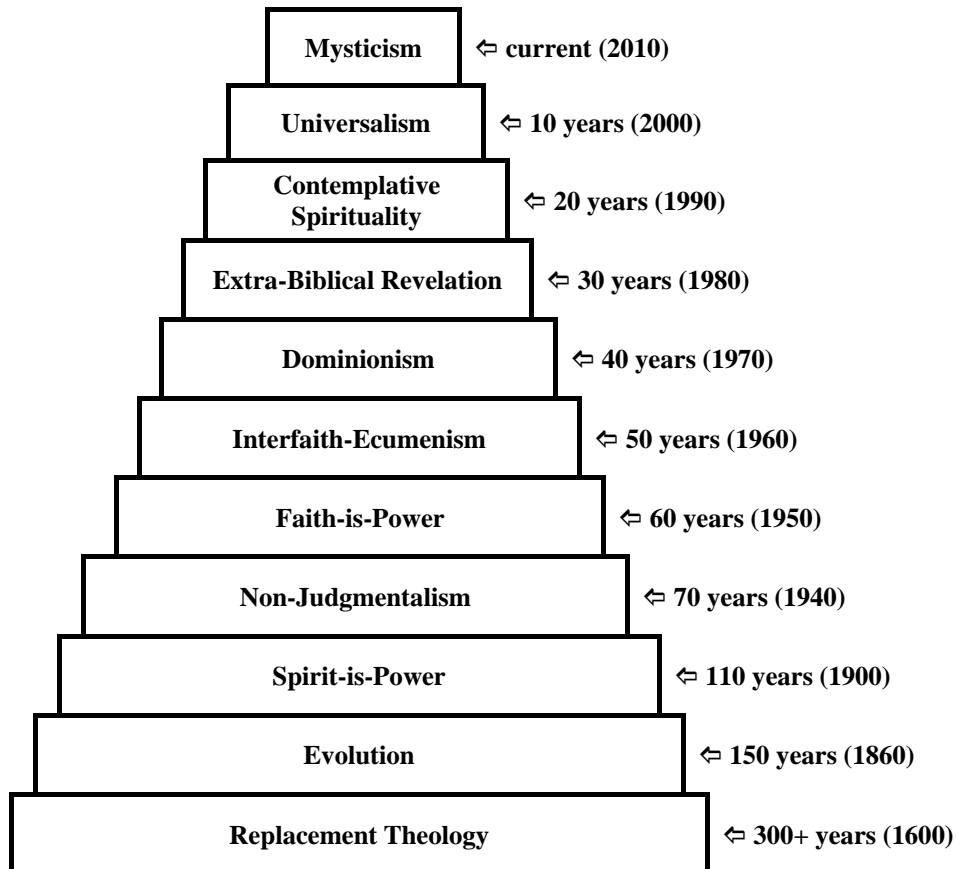 Mysticism ⇦ current (2010)
Universalism ⇦ 10 years (2000)
Contemplative
Spirituality ⇦ 20 years (1990)
Extra-Biblical Revelation ⇦ 30 years (1980)
Dominionism ⇦ 40 years (1970)
Interfaith-Ecumenism ⇦ 50 years (1960)
Faith-is-Power ⇦ 60 years (1950)
Non-Judgmentalism ⇦ 70 years (1940)
Spirit-is-Power ⇦ 110 years (1900)
Evolution ⇦ 150 years (1860)
Replacement Theology ⇦ 300+ years (1600)